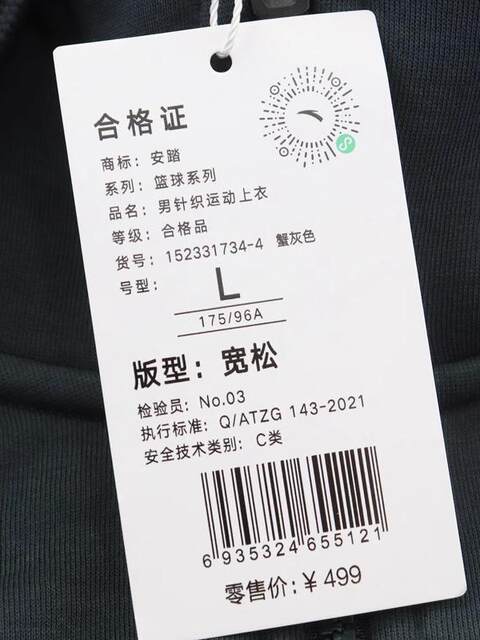 合格证
商标：安踏
系列：篮球系列
品名：男针织运动上衣
等级：合格品
货号：152331734-4 蟹灰色
号型：L
175/96A
版型：宽松
检验员：No.03
执行标准：Q/ATZG 143-2021
安全技术类别：C类
6 935324 655121
零售价：¥ 499